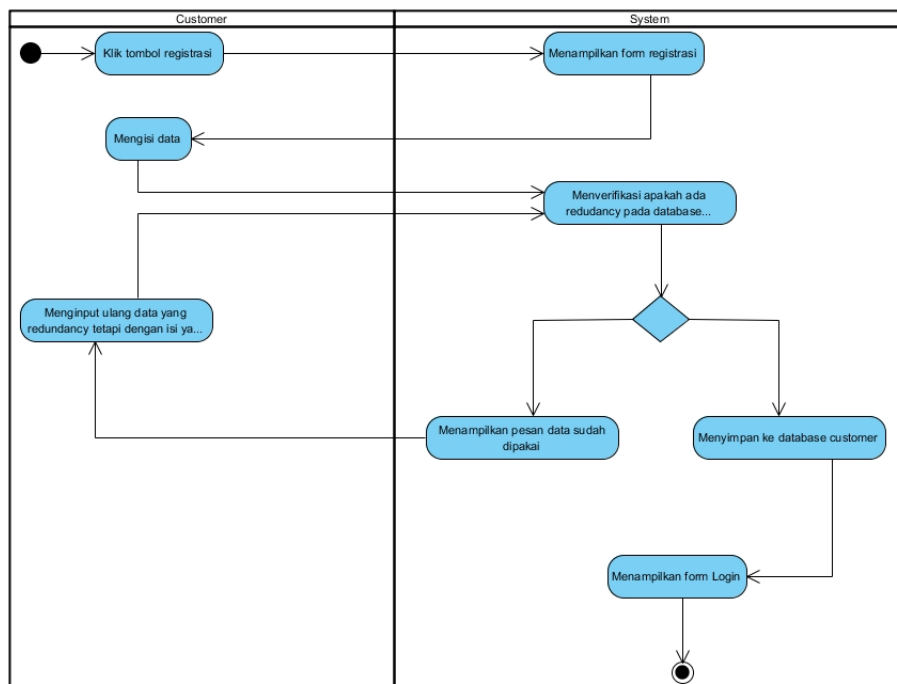 Customer
System
Klik tombol registrasi
Menampilkan form registrasi
Mengisi data
Menverifikasi apakah ada
redudancy pada database...
Menginput ulang data yang
redundancy tetapi dengan isi ya...
Menampilkan pesan data sudah
dipakai
Menyimpan ke database customer
Menampilkan form Login